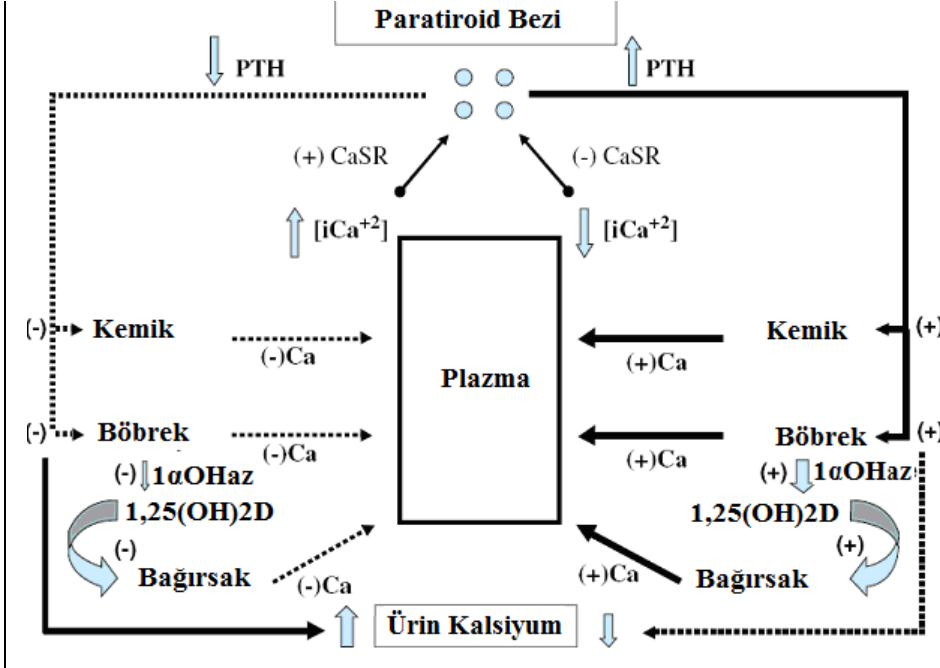 Paratiroid Bezi
PTH
PTH
(+) CaSR
(-) CaSR
[iCa+2]
[iCa+2]
(-)
Kemik
(-)Ca
Plazma
(+)Ca
Kemik
(+)
(-)
Böbrek
(-)Ca
(+)Ca
Böbrek
(+)
(-)
1αOHaz
(+)
1αOHaz
1,25(OH)2D
1,25(OH)2D
(-)
(+)
Bağırsak
(-)Ca
(+)Ca
Bağırsak
Ürin Kalsiyum